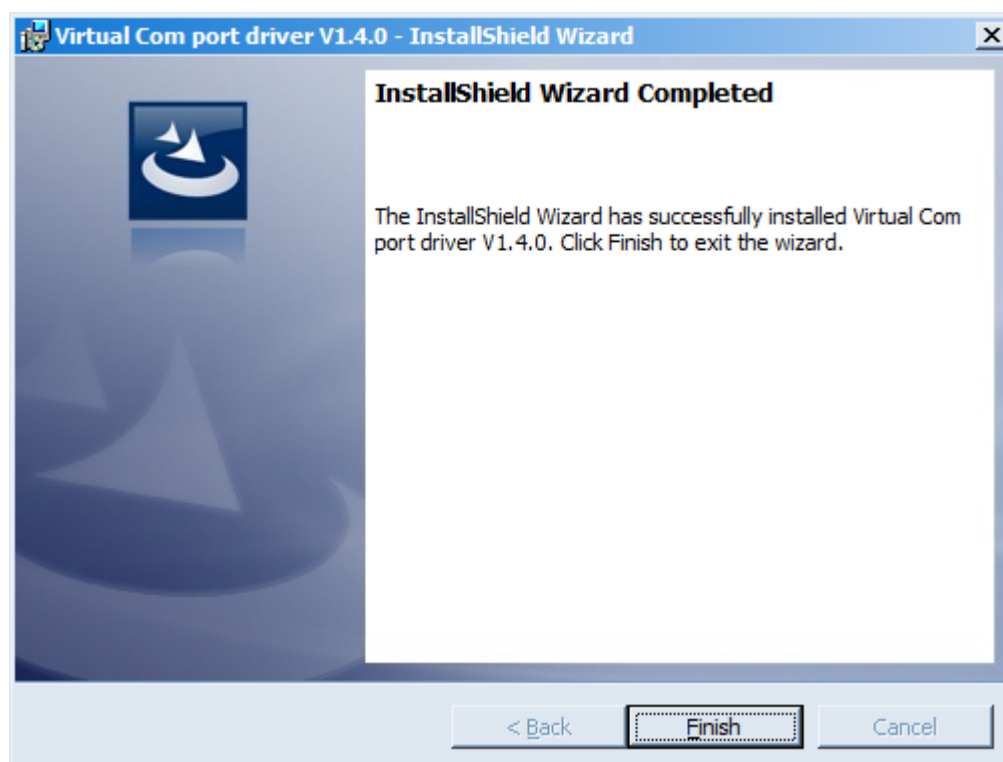 Virtual Com port driver V1.4.0 - InstallShield Wizard
InstallShield Wizard Completed
The InstallShield Wizard has successfully installed Virtual Com
port driver V1.4.0. Click Finish to exit the wizard.
< Back
Finish
Cancel